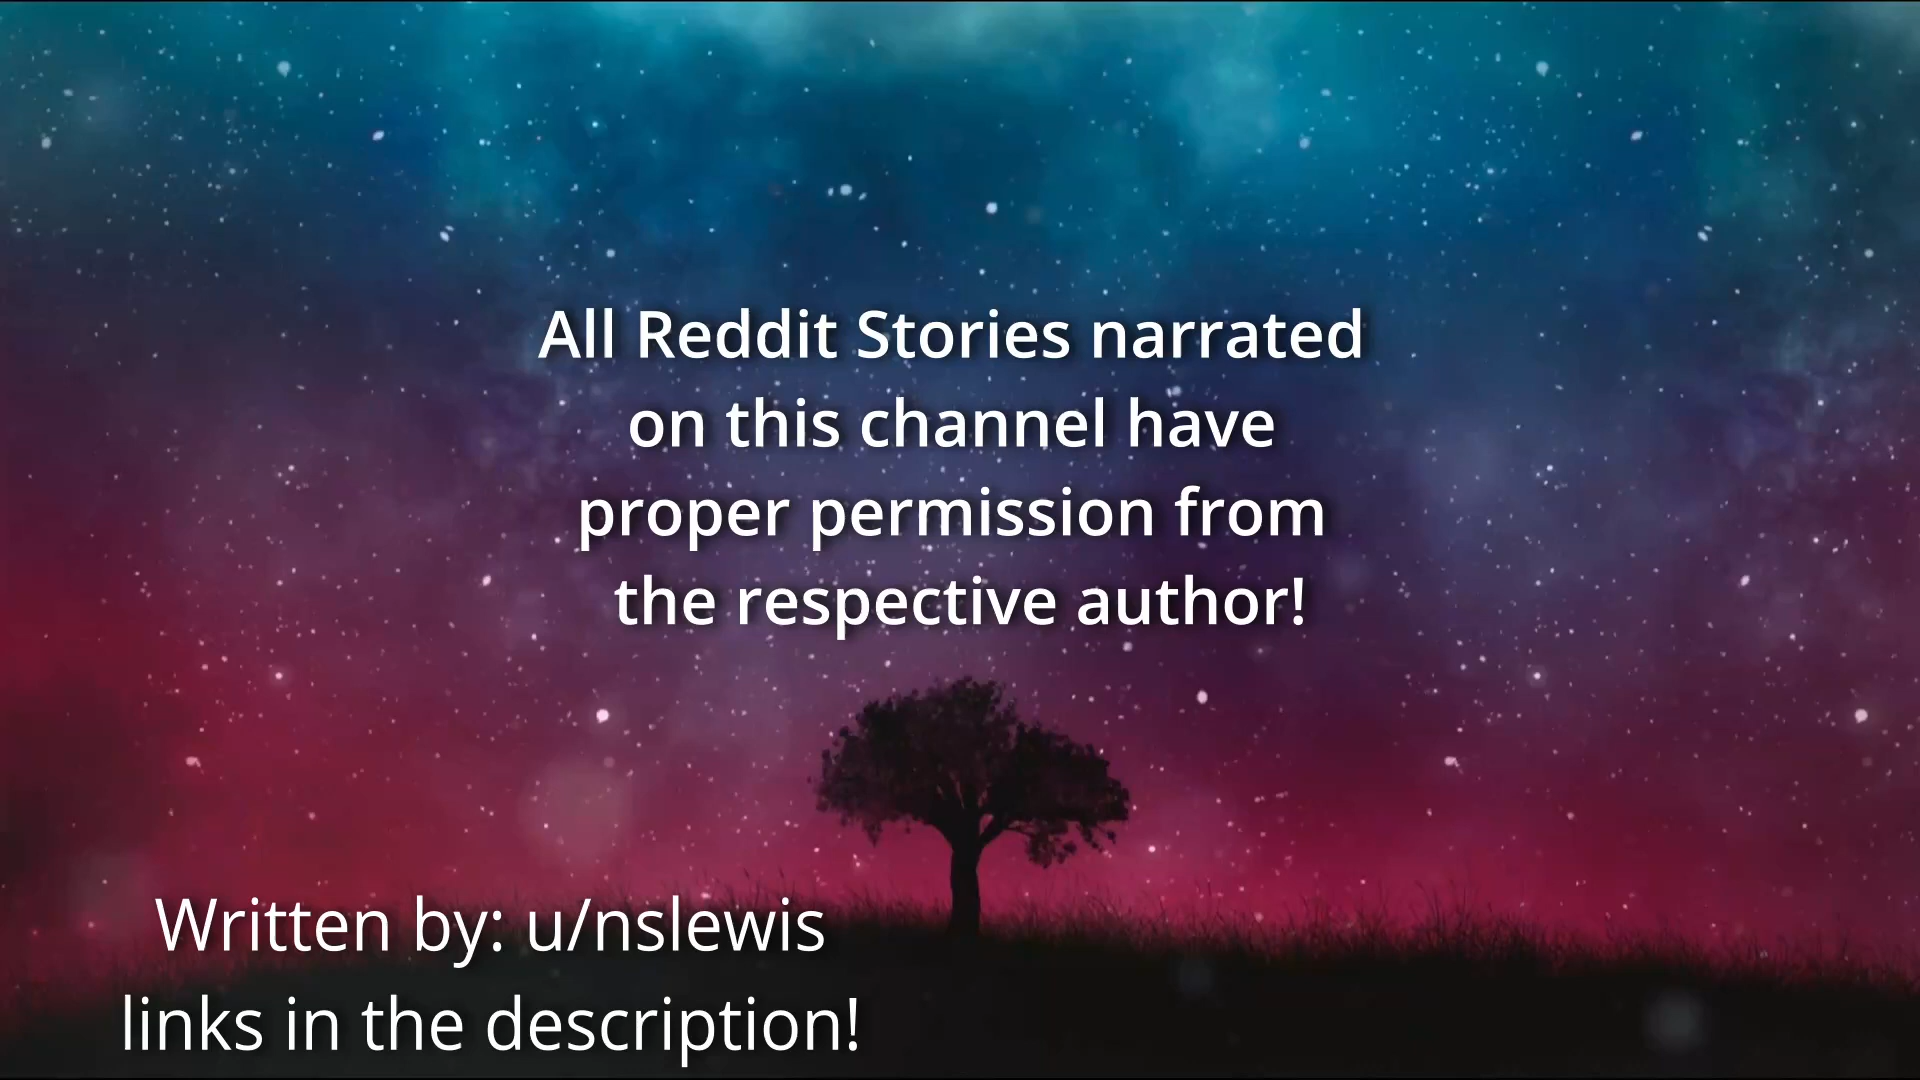 All Reddit Stories narrated
on this channel have
proper permission from
the respective author!
Written by: u/nslewis
links in the description!